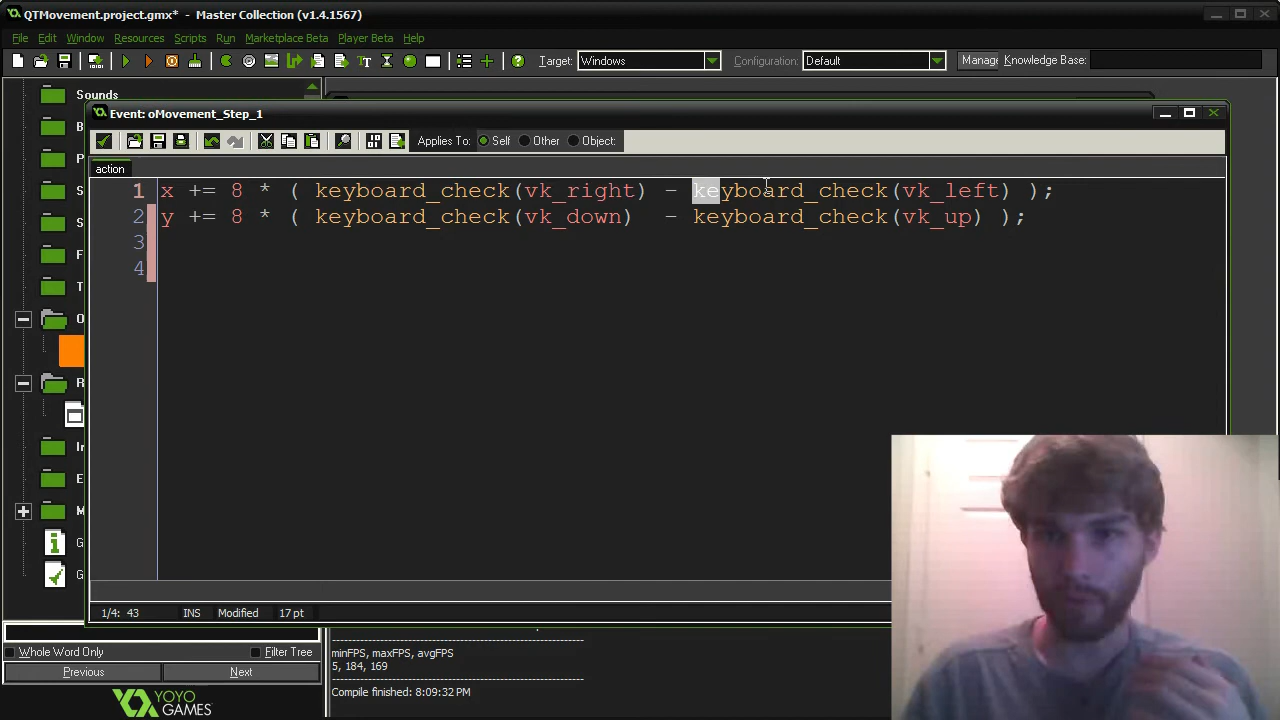 QTMovement.project.gmx* - Master Collection (v1.4.1567)
File Edit Window Resources Scripts Run Marketplace Beta Player Beta Help
Target: Windows Configuration: Default Manag Knowledge Base:
Sounds
B
P
S
S
F
T
O
R
In
E
M
G
G
Event: oMovement_Step_1
Applies To: Self Other Object:
action
1 x += 8 * ( keyboard_check(vk_right) - keyboard_check(vk_left) );
2 y += 8 * ( keyboard_check(vk_down) - keyboard_check(vk_up) );
3
4
1/4: 43 INS Modified 17 pt
Whole Word Only Filter Tree
Previous Next
YOYO
GAMES
minFPS, maxFPS, avgFPS
5, 184, 169
Compile finished: 8:09:32 PM